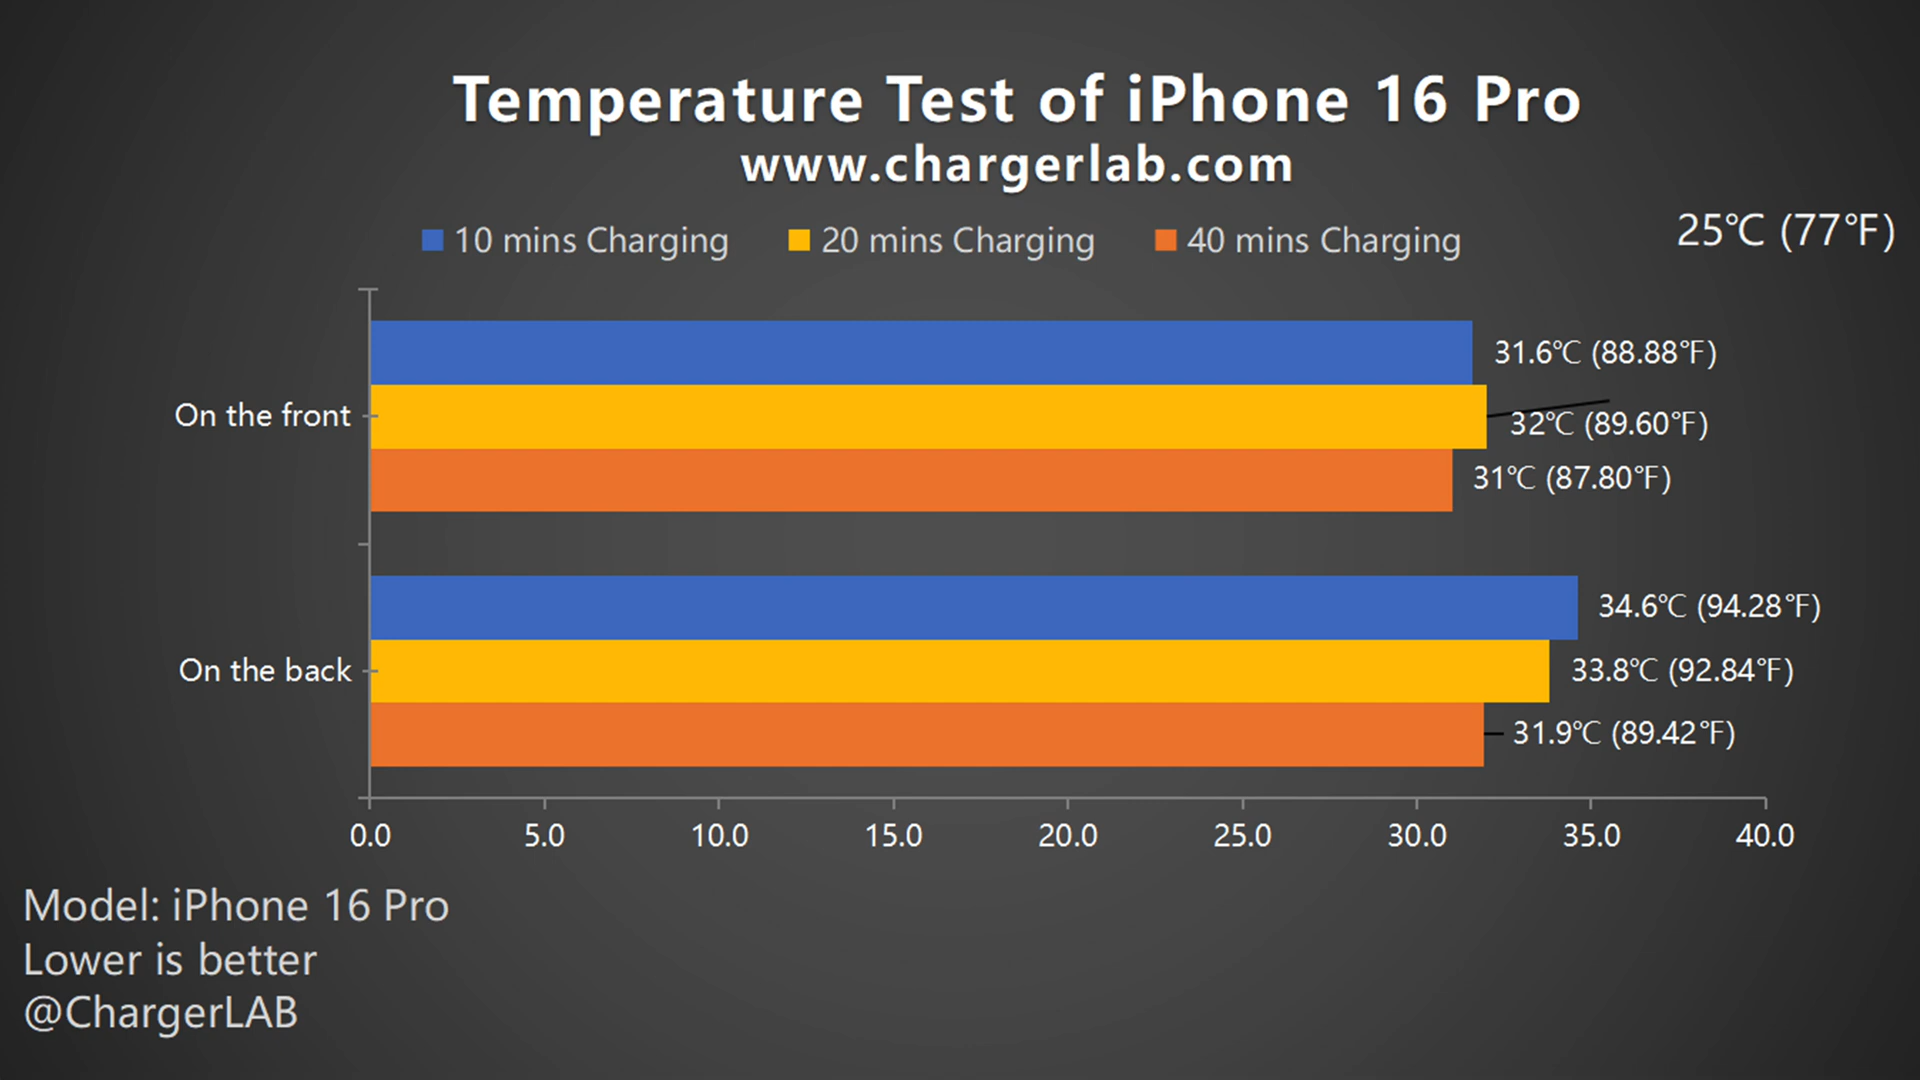 Temperature Test of iPhone 16 Pro
www.chargerlab.com
10 mins Charging 20 mins Charging 40 mins Charging
25℃ (77℉)
On the front
31.6℃ (88.88℉)
32℃ (89.60℉)
31℃ (87.80℉)
On the back
34.6℃ (94.28℉)
33.8℃ (92.84℉)
31.9℃ (89.42℉)
0.0 5.0 10.0 15.0 20.0 25.0 30.0 35.0 40.0
Model: iPhone 16 Pro
Lower is better
@ChargerLAB